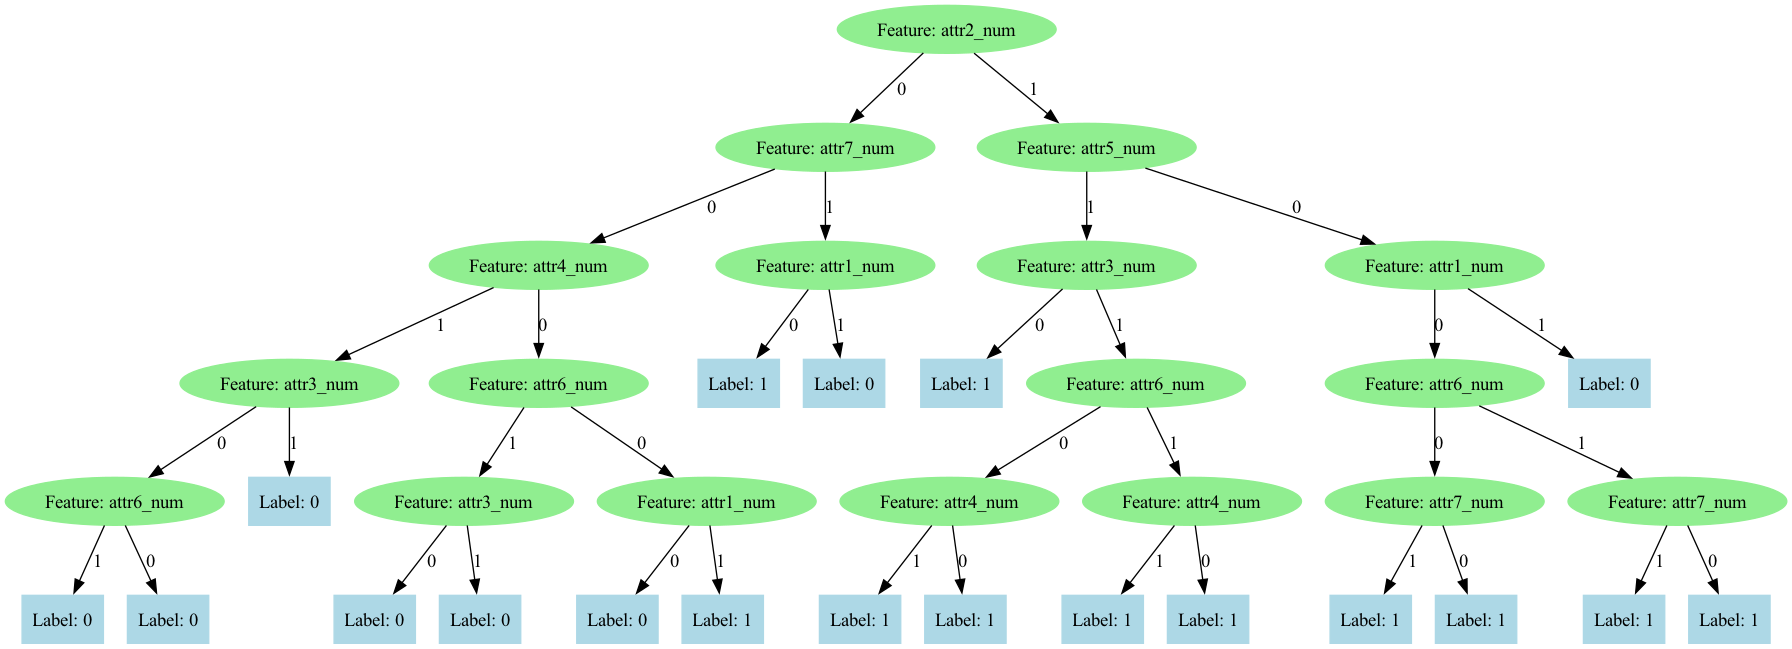 Feature: attr2_num
0
1
Feature: attr7_num
Feature: attr5_num
0
1
1
0
Feature: attr4_num
Feature: attr1_num
Feature: attr3_num
Feature: attr1_num
1
0
0
1
0
1
0
1
Feature: attr3_num
Feature: attr6_num
Label: 1
Label: 0
Label: 1
Feature: attr6_num
Feature: attr6_num
Label: 0
0
1
1
0
0
1
0
1
Feature: attr6_num
Label: 0
Feature: attr3_num
Feature: attr1_num
Feature: attr4_num
Feature: attr4_num
Feature: attr7_num
Feature: attr7_num
1
0
0
1
0
1
1
0
1
0
1
0
1
0
Label: 0
Label: 0
Label: 0
Label: 0
Label: 0
Label: 1
Label: 1
Label: 1
Label: 1
Label: 1
Label: 1
Label: 1
Label: 1
Label: 1